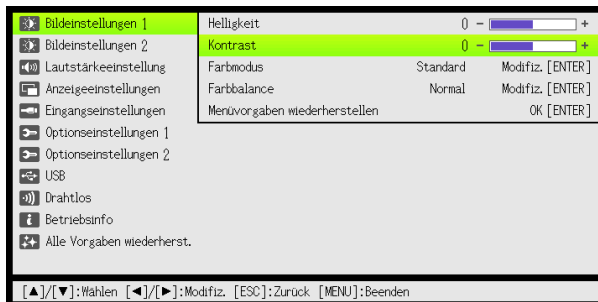 Bildeinstellungen 1
Bildeinstellungen 2
Lautstärkeeinstellung
Anzeigeeinstellungen
Eingangseinstellungen
Optionseinstellungen 1
Optionseinstellungen 2
USB
Drahtlos
Betriebsinfo
Alle Vorgaben wiederherst.
Helligkeit 0 - +
Kontrast 0 - +
Farbmodus Standard Modifiz. [ENTER]
Farbbalance Normal Modifiz. [ENTER]
Menüvorgaben wiederherstellen OK [ENTER]
[▲]/[▼]:Wählen [◄]/[►]:Modifiz. [ESC]:Zurück [MENU]:Beenden